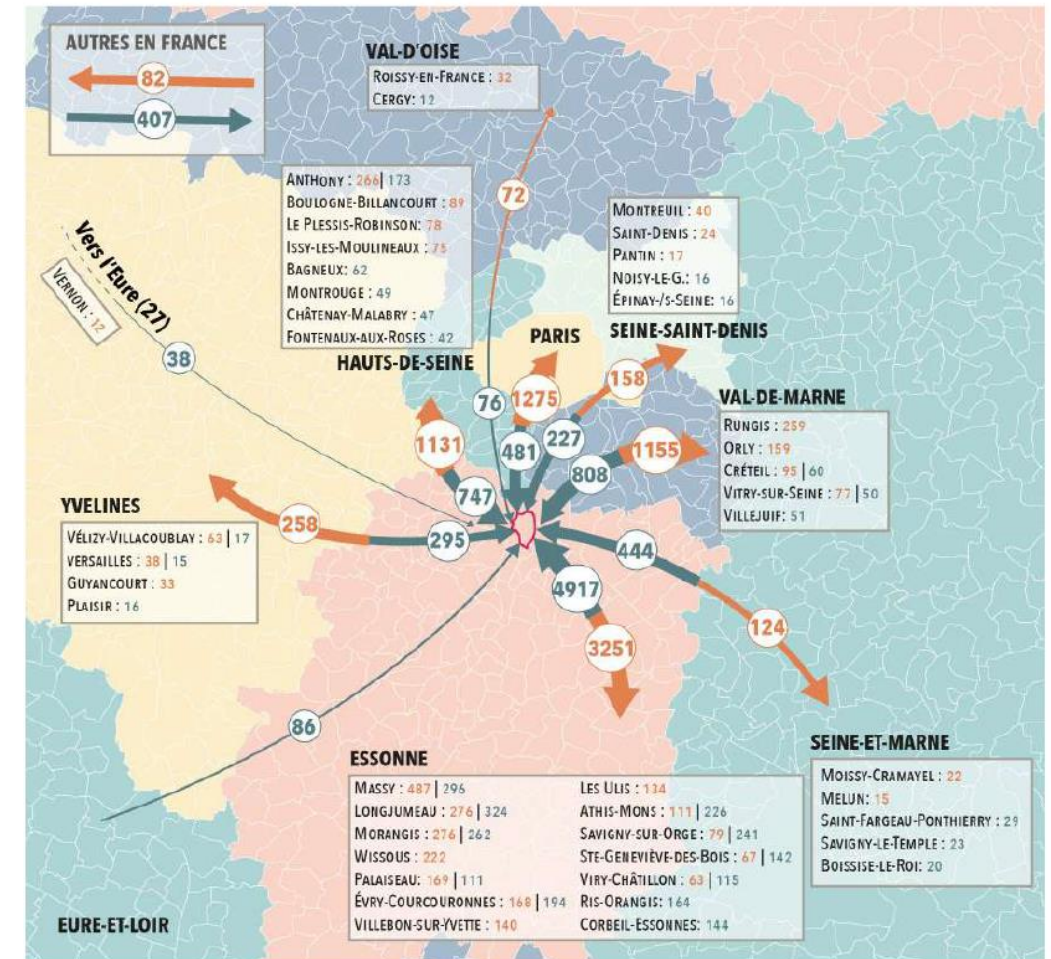 AUTRES EN FRANCE
82
407
VAL-D'OISE
ROISSY-EN-FRANCE : 32
CERGY: 12
72
ANTHONY : 266 | 173
BOULOGNE-BILLANCOURT : 89
LE PLESSIS-ROBINSON: 78
ISSY-LES-MOULINEAUX : 75
BAGNEUX: 62
MONTROUGE : 49
CHÂTENAY-MALABRY : 47
FONTENAUX-AUX-ROSES : 42
HAUTS-DE-SEINE
MONTREUIL : 40
SAINT-DENIS : 24
PANTIN : 17
NOISY-LE-G.: 16
ÉPINAY-/S-SEINE: 16
SEINE-SAINT-DENIS
PARIS
Vers l'Eure (27)
VERNON : 12
38
76
1275
481
227
158
1131
747
808
1155
VAL-DE-MARNE
RUNGIS : 259
ORLY : 159
CRÉTEIL : 95 | 60
VITRY-SUR-SEINE : 77 | 50
VILLEJUIF: 51
YVELINES
VÉLIZY-VILLACOUBLAY : 63 | 17
VERSAILLES : 38 | 15
GUYANCOURT : 33
PLAISIR : 16
258
295
444
124
4917
3251
86
ESSONNE
MASSY : 487 | 296
LONGJUMEAU : 276 | 324
MORANGIS : 276 | 262
WISSOUS : 222
PALAISEAU: 169 | 111
ÉVRY-COURCOURONNES : 168 | 194
VILLEBON-SUR-YVETTE : 140
LES ULIS : 134
ATHIS-MONS : 111 | 226
SAVIGNY-SUR-ORGE : 79 | 241
STE-GENEVIÈVE-DES-BOIS : 67 | 142
VIRY-CHÂTILLON : 63 | 115
RIS-ORANGIS: 164
CORBEIL-ESSONNES: 144
SEINE-ET-MARNE
MOISSY-CRAMAYEL : 22
MELUN: 15
SAINT-FARGEAU-PONTHIERRY : 29
SAVIGNY-LE-TEMPLE : 23
BOISSISE-LE-ROI: 20
EURE-ET-LOIR